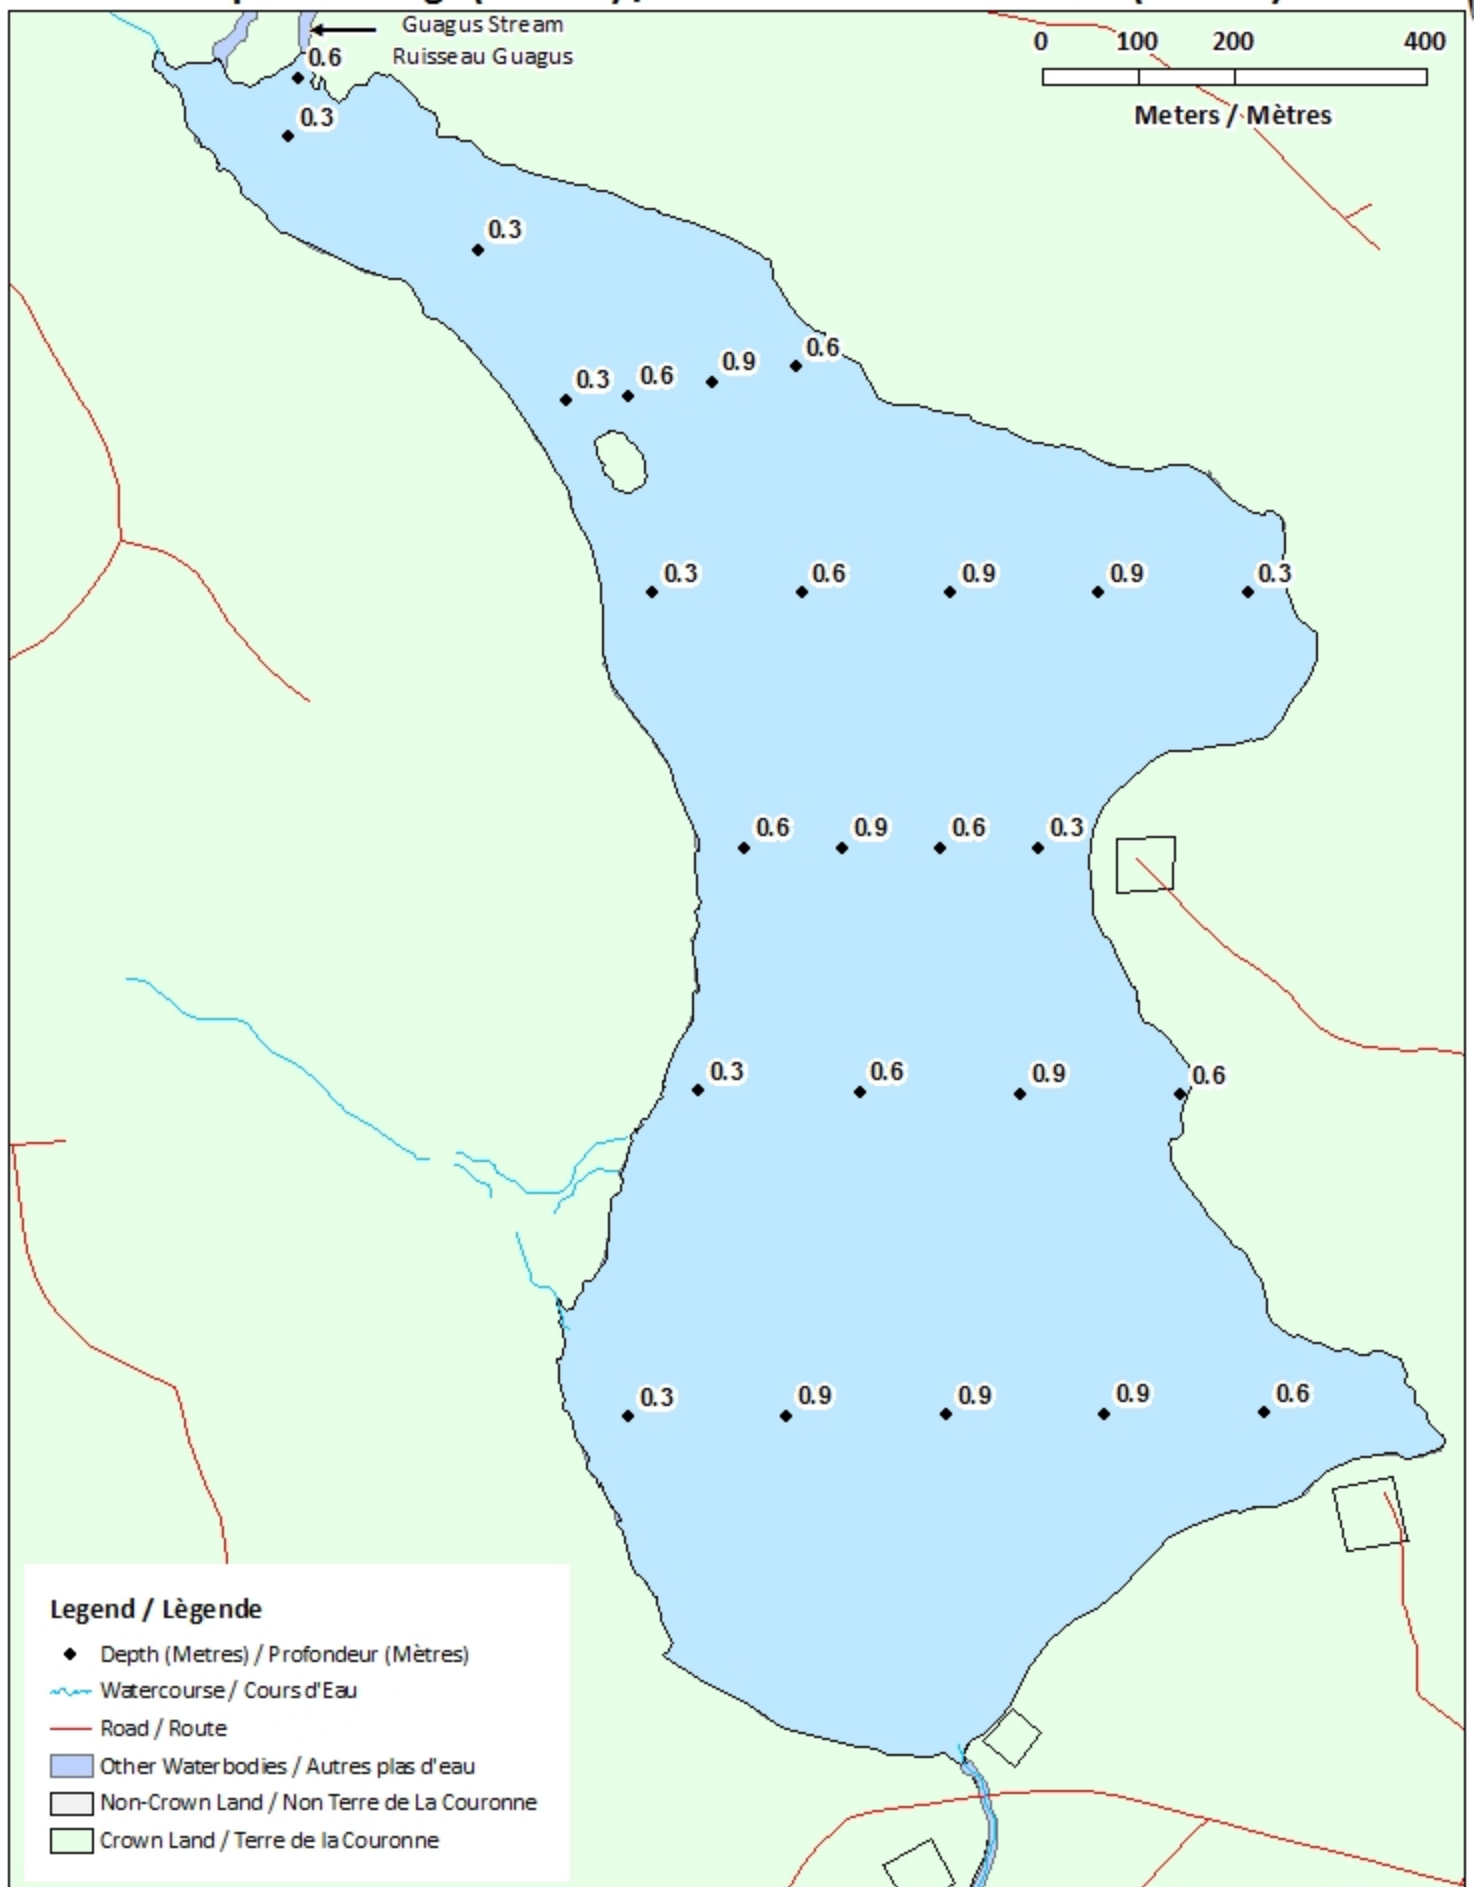 Guagus Stream
Ruisseau Guagus
0 100 200 400
Meters / Mètres
0.6
0.3
0.3
0.3 0.6 0.9 0.6
0.3 0.6 0.9 0.9 0.3
0.6 0.9 0.6 0.3
0.3 0.6 0.9 0.6
0.3 0.9 0.9 0.9 0.6
Legend / Lègende
Depth (Metres) / Profondeur (Mètres)
Watercourse / Cours d'Eau
Road / Route
Other Waterbodies / Autres plas d'eau
Non-Crown Land / Non Terre de La Couronne
Crown Land / Terre de la Couronne